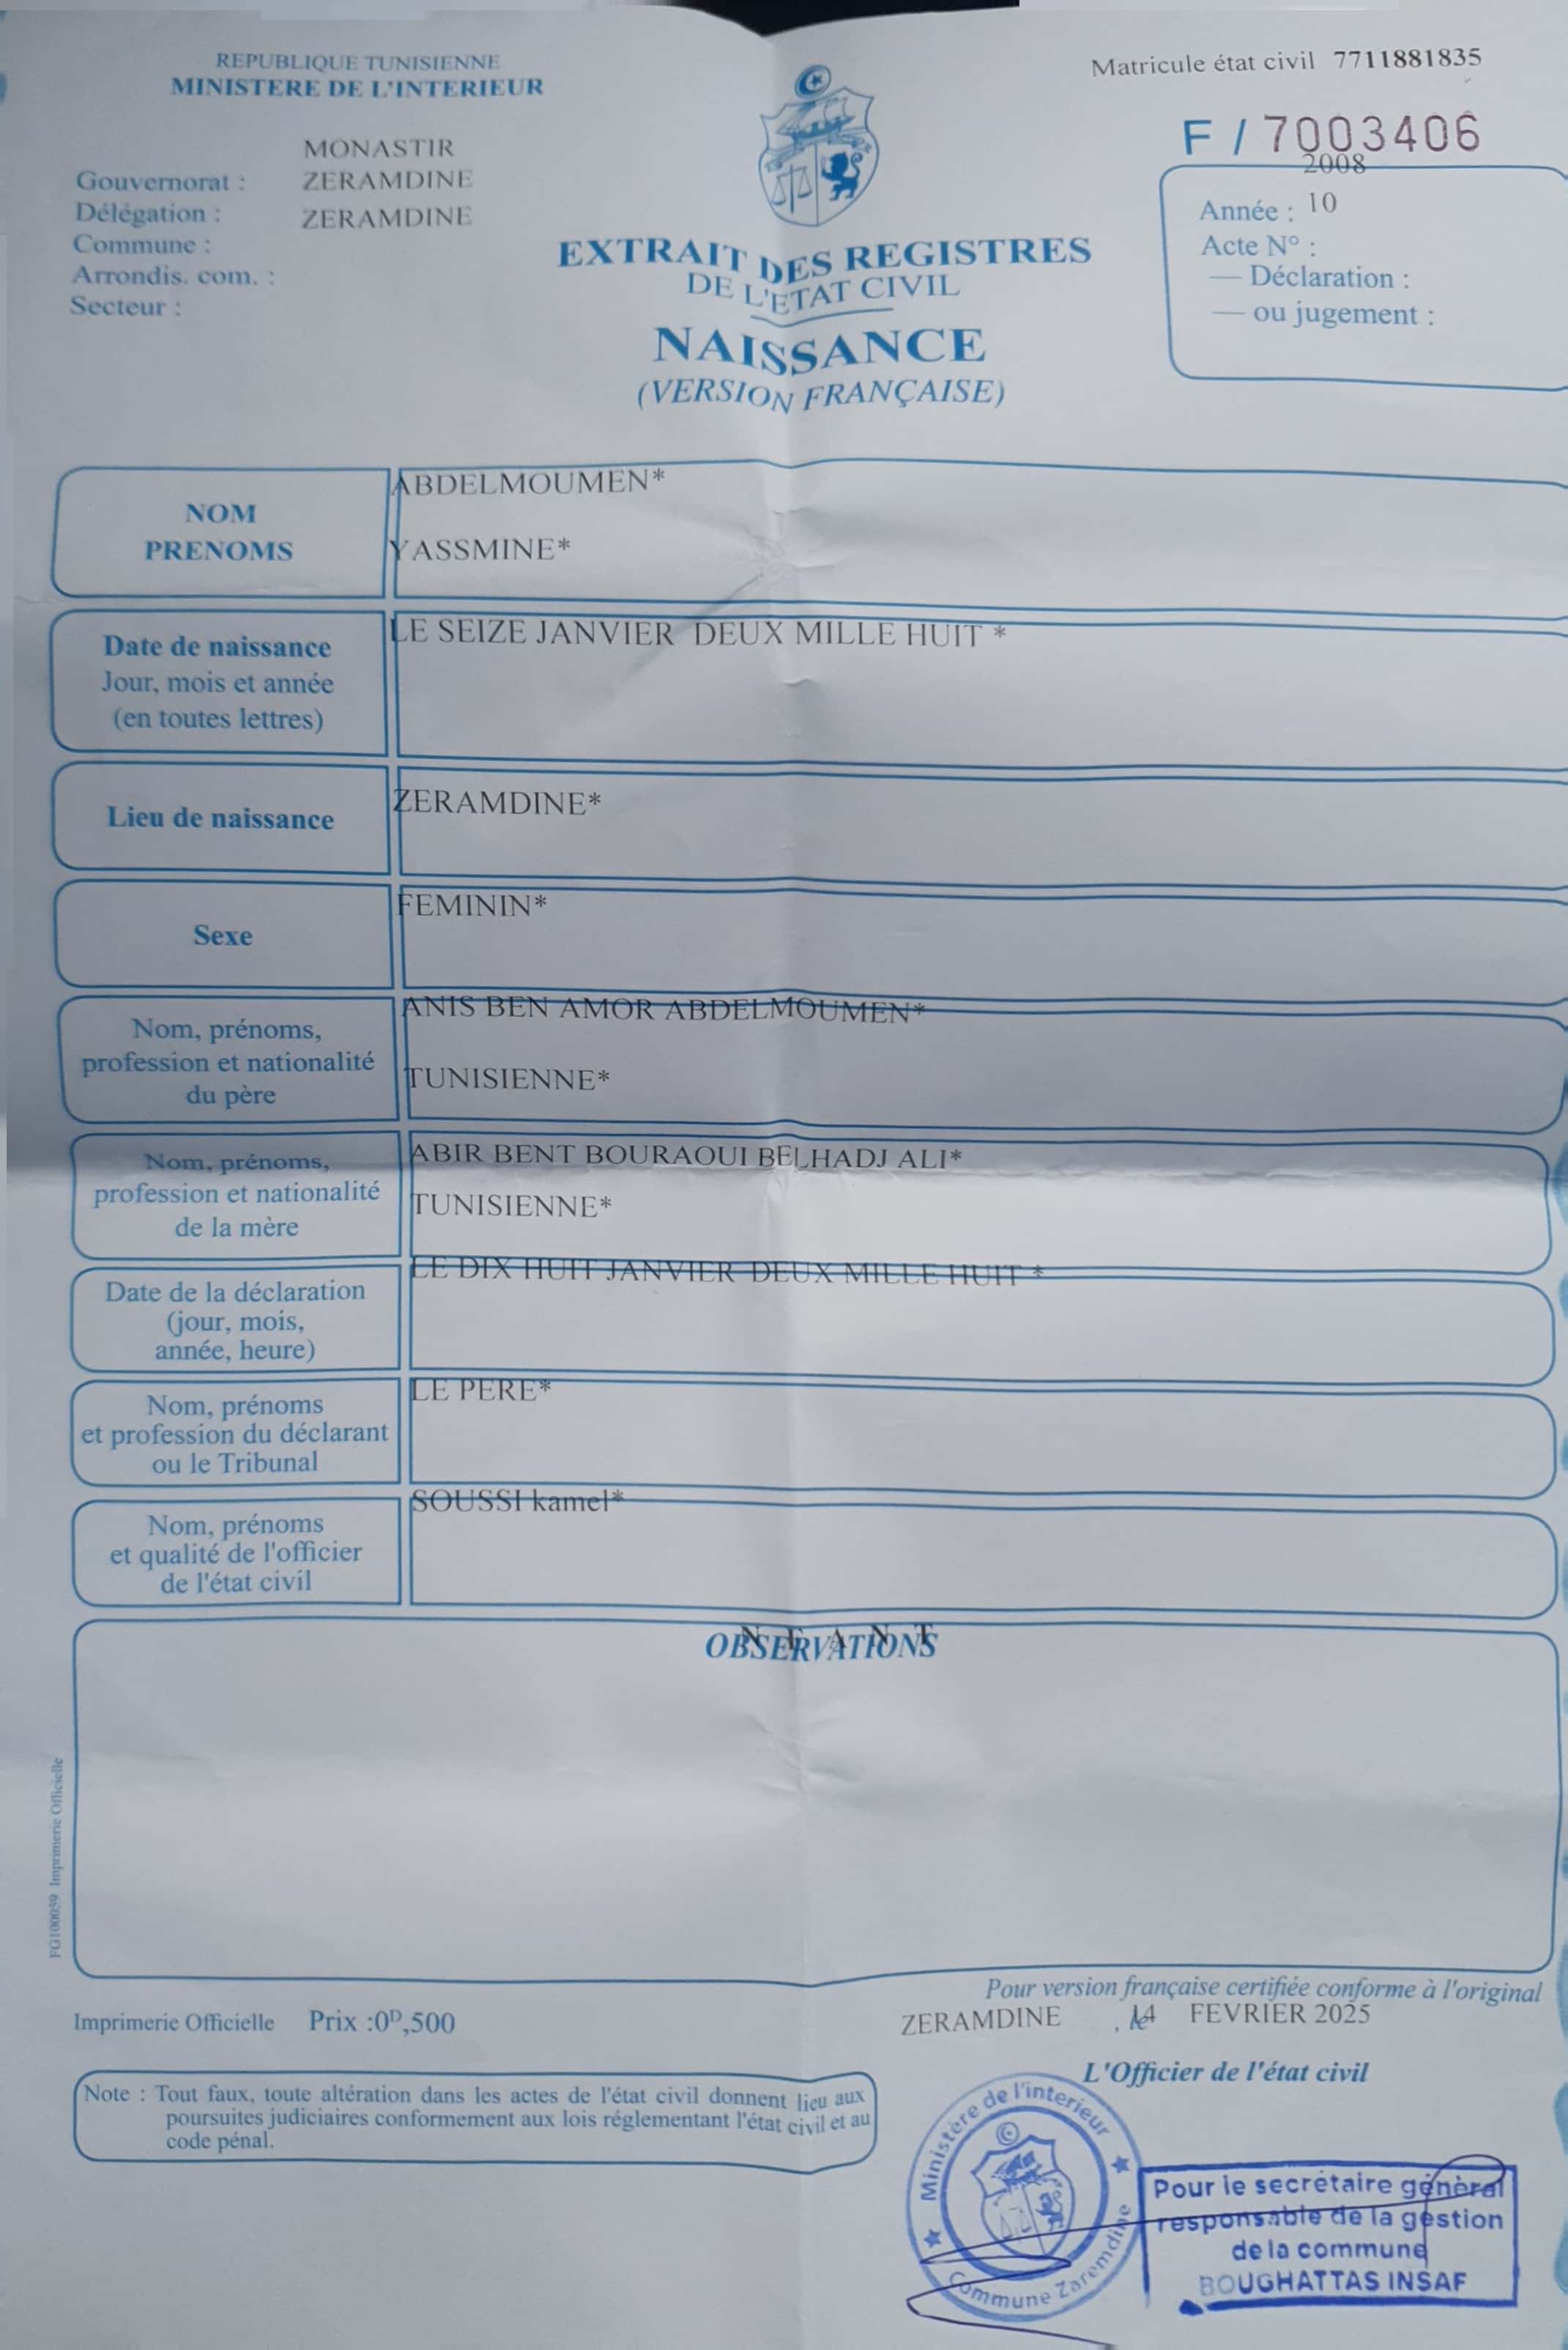 REPUBLIQUE TUNISIENNE
MINISTERE DE L'INTERIEUR
MONASTIR
Gouvernorat : ZERAMDINE
Délégation : ZERAMDINE
Commune :
Arrondis. com. :
Secteur :
Matricule état civil 7711881835
F / 7003406
2008
Année : 10
Acte N° :
— Déclaration :
— ou jugement :
EXTRAIT DES REGISTRES
DE L'ETAT CIVIL
NAISSANCE
(VERSION FRANÇAISE)
NOM
PRENOMS
ABDELMOUMEN*
YASSMINE*
Date de naissance
Jour, mois et année
(en toutes lettres)
LE SEIZE JANVIER DEUX MILLE HUIT *
Lieu de naissance
ZERAMDINE*
Sexe
FEMININ*
Nom, prénoms,
profession et nationalité
du père
ANIS BEN AMOR ABDELMOUMEN*
TUNISIENNE*
Nom, prénoms,
profession et nationalité
de la mère
ABIR BENT BOURAOUI BELHADJ ALI*
TUNISIENNE*
Date de la déclaration
(jour, mois,
année, heure)
LE DIX HUIT JANVIER DEUX MILLE HUIT *
Nom, prénoms
et profession du déclarant
ou le Tribunal
LE PERE*
Nom, prénoms
et qualité de l'officier
de l'état civil
SOUSSI kamel*
OBSERVATIONS
N E A N T
FG100039 Imprimerie Officielle
Pour version française certifiée conforme à l'original
ZERAMDINE , le 14 FEVRIER 2025
L'Officier de l'état civil
Imprimerie Officielle Prix :0D,500
Note : Tout faux, toute altération dans les actes de l'état civil donnent lieu aux
poursuites judiciaires conformement aux lois réglementant l'état civil et au
code pénal.
Ministère de l'interieur
Commune Zaremdine
Pour le secrétaire général
responsable de la gestion
de la commune
BOUGHATTAS INSAF